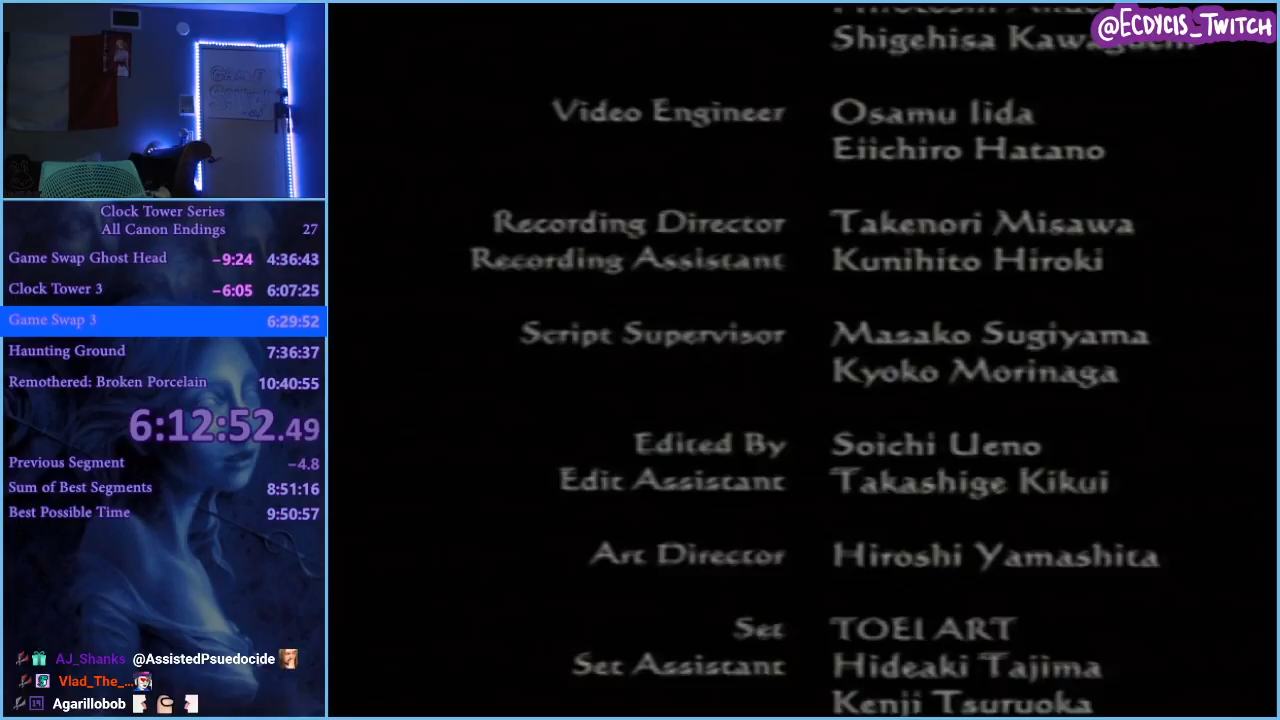 @Ecdycis_Twitch
Shigehisa Kawaguchi
Video Engineer Osamu Iida
Eiichiro Hatano
Recording Director Takenori Misawa
Recording Assistant Kunihito Hiroki
Script Supervisor Masako Sugiyama
Kyoko Morinaga
Edited By Soichi Ueno
Edit Assistant Takashige Kikui
Art Director Hiroshi Yamashita
Set TOEI ART
Set Assistant Hideaki Tajima
Kenji Tsuruoka
Clock Tower Series
All Canon Endings 27
Game Swap Ghost Head −9:24 4:36:43
Clock Tower 3 −6:05 6:07:25
Game Swap 3 6:29:52
Haunting Ground 7:36:37
Remothered: Broken Porcelain 10:40:55
6:12:52.49
Previous Segment −4.8
Sum of Best Segments 8:51:16
Best Possible Time 9:50:57
AJ_Shanks @AssistedPsuedocide
Vlad_The_...
Agarillobob